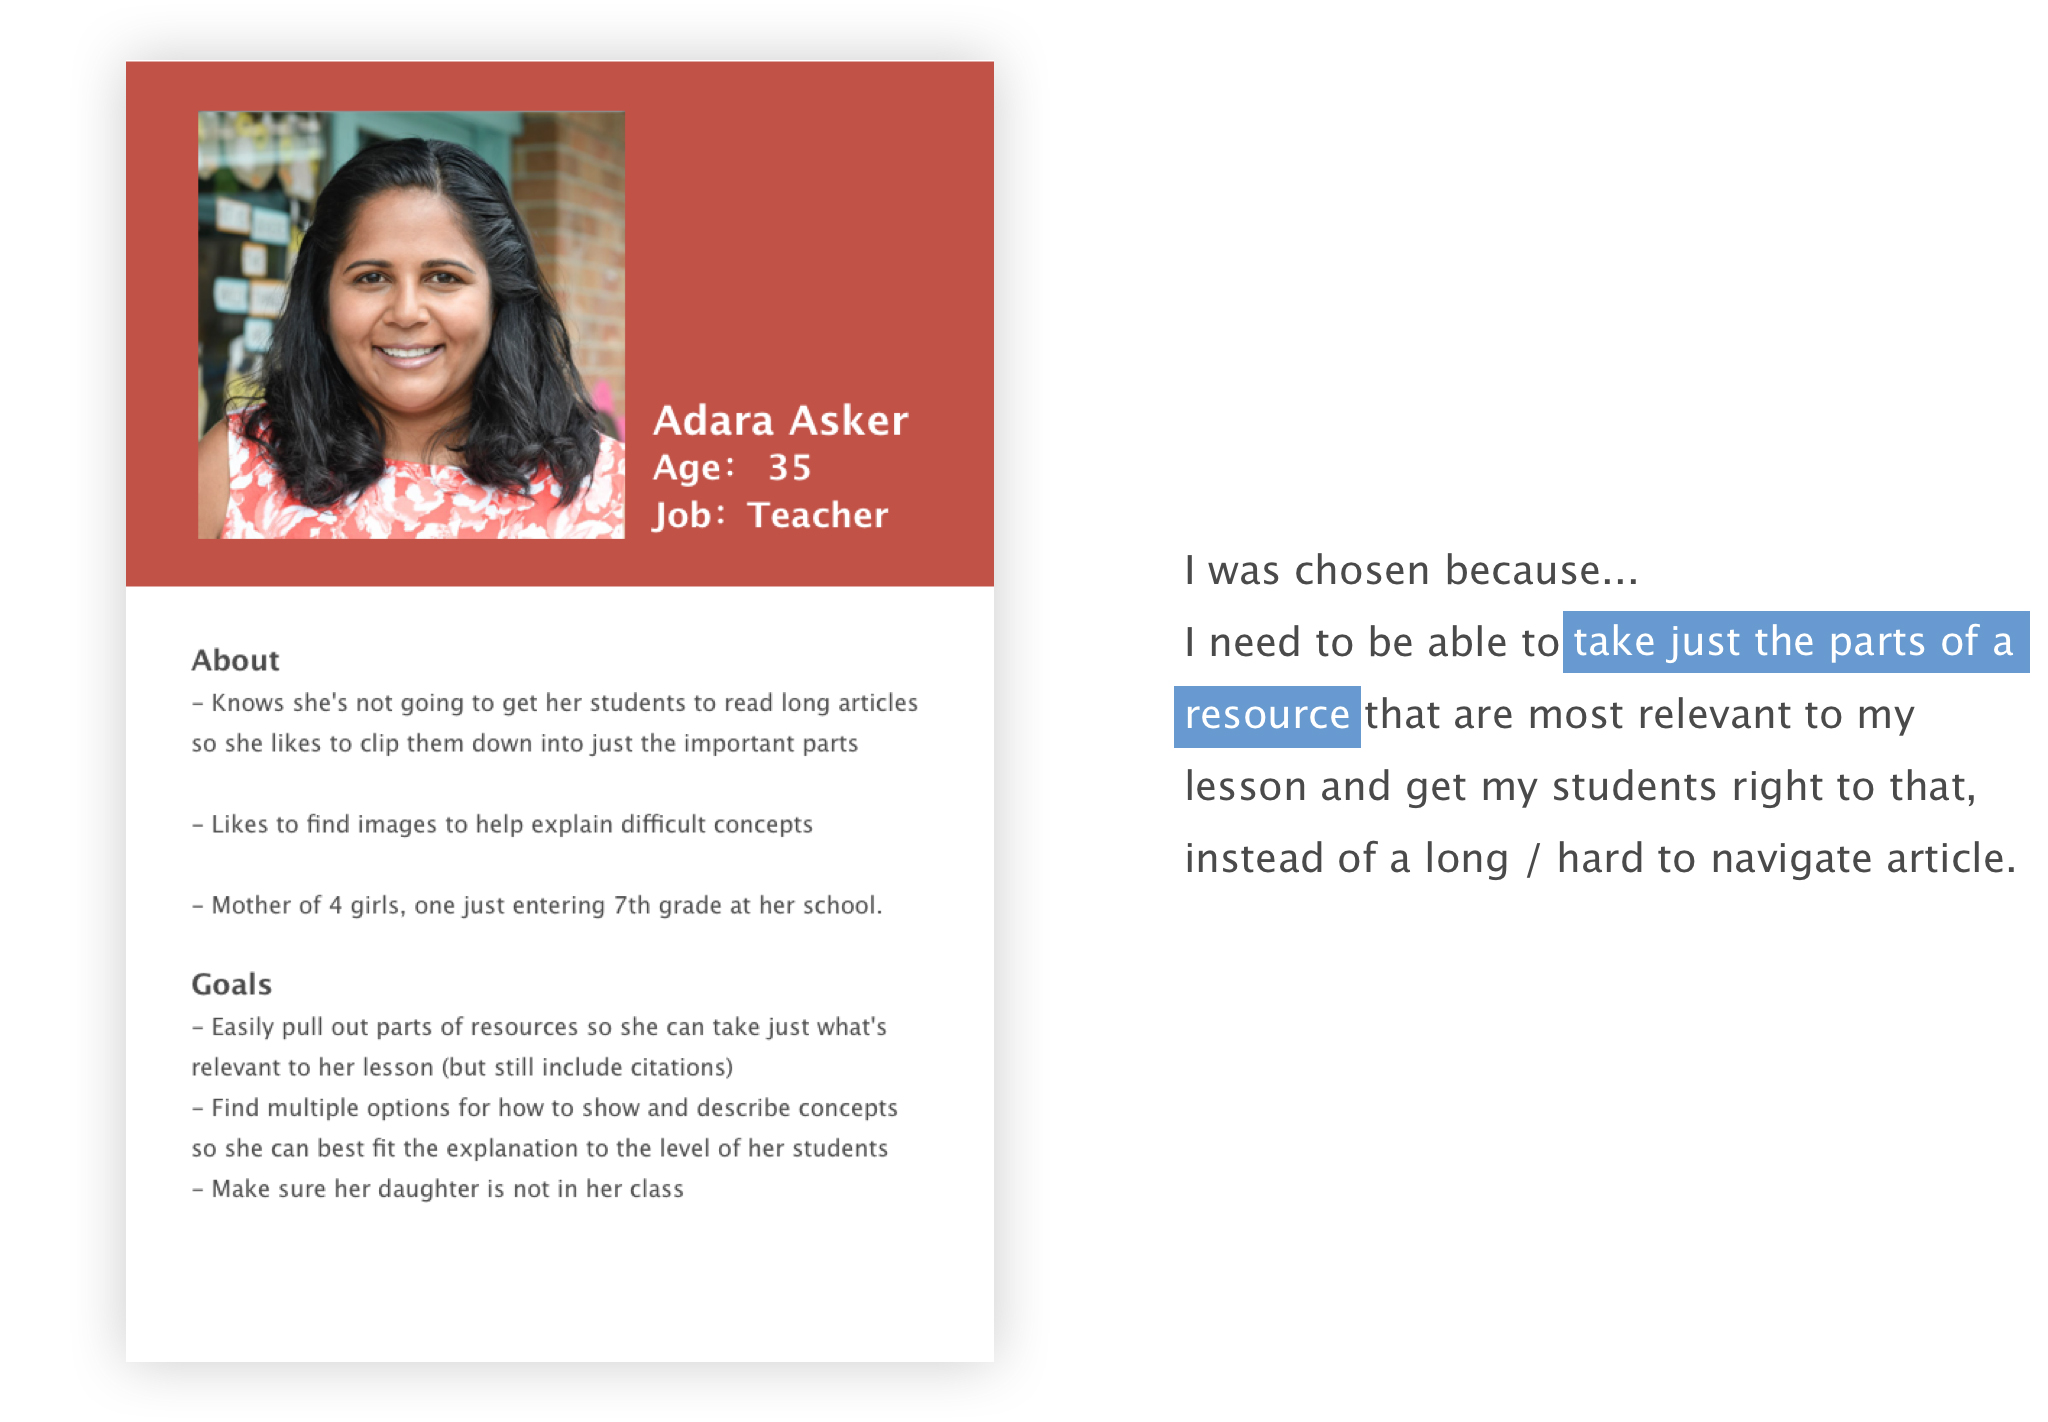 Adara Asker
Age: 35
Job: Teacher
About
– Knows she's not going to get her students to read long articles
so she likes to clip them down into just the important parts
– Likes to find images to help explain difficult concepts
– Mother of 4 girls, one just entering 7th grade at her school.
Goals
– Easily pull out parts of resources so she can take just what's
relevant to her lesson (but still include citations)
– Find multiple options for how to show and describe concepts
so she can best fit the explanation to the level of her students
– Make sure her daughter is not in her class
I was chosen because...
I need to be able to take just the parts of a
resource that are most relevant to my
lesson and get my students right to that,
instead of a long / hard to navigate article.